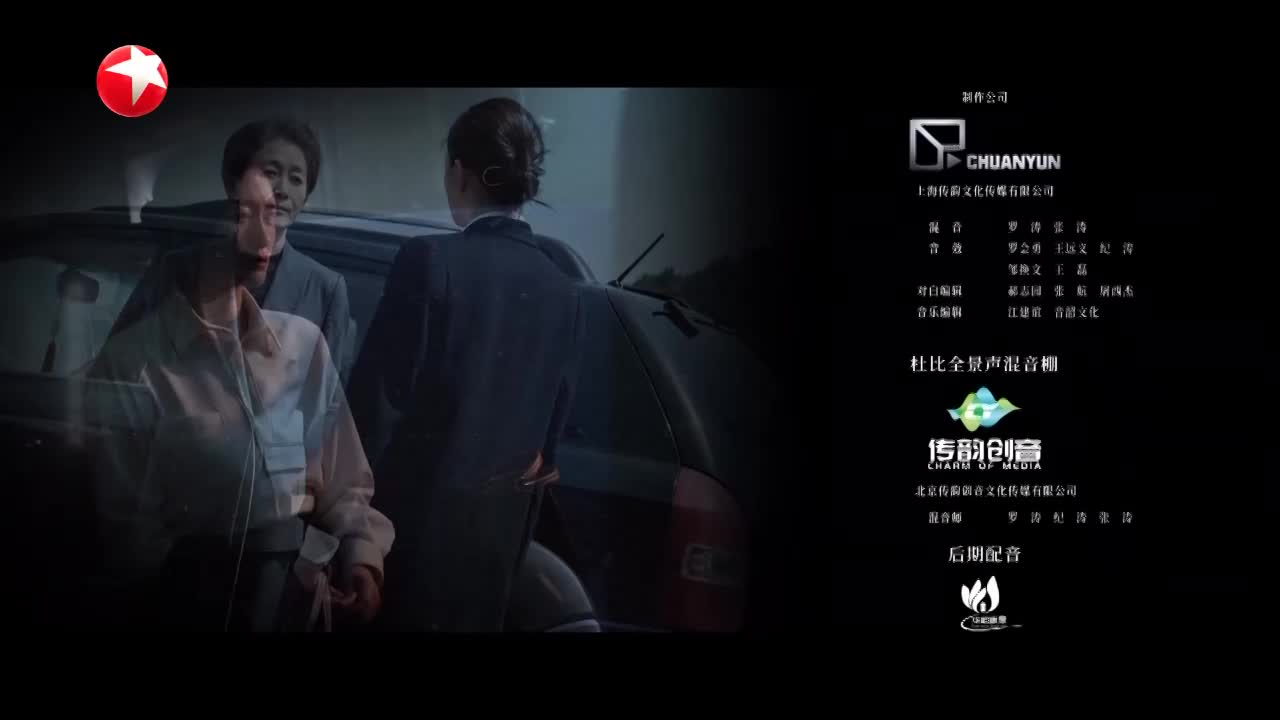 制作公司
CHUANYUN
上海传韵文化传媒有限公司
混 音 罗 涛 张 涛
音 效 罗会勇 王远文 纪 涛
邹换文 王 磊
对白编辑 郝志园 张 航 屠西杰
音乐编辑 江建谊 音韶文化
杜比全景声混音棚
传韵创音
CHARM OF MEDIA
北京传韵创音文化传媒有限公司
混音师 罗 涛 纪 涛 张 涛
后期配音